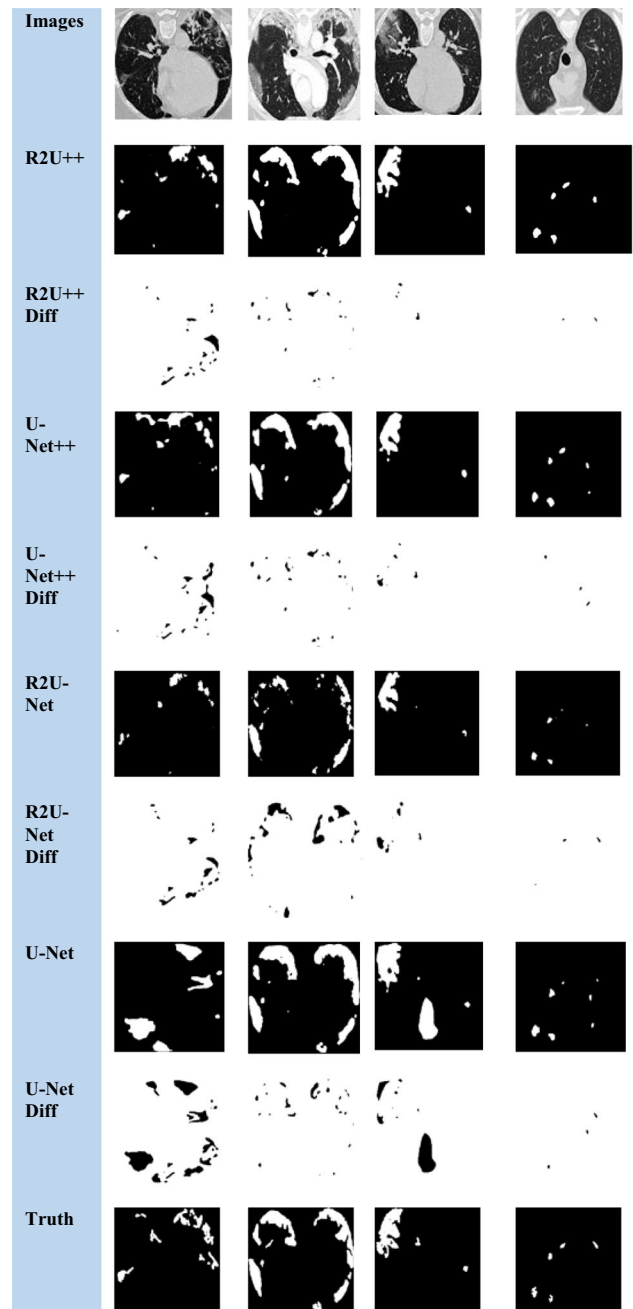 Images
R2U++
R2U++
Diff
U-
Net++
U-
Net++
Diff
R2U-
Net
R2U-
Net
Diff
U-Net
U-Net
Diff
Truth